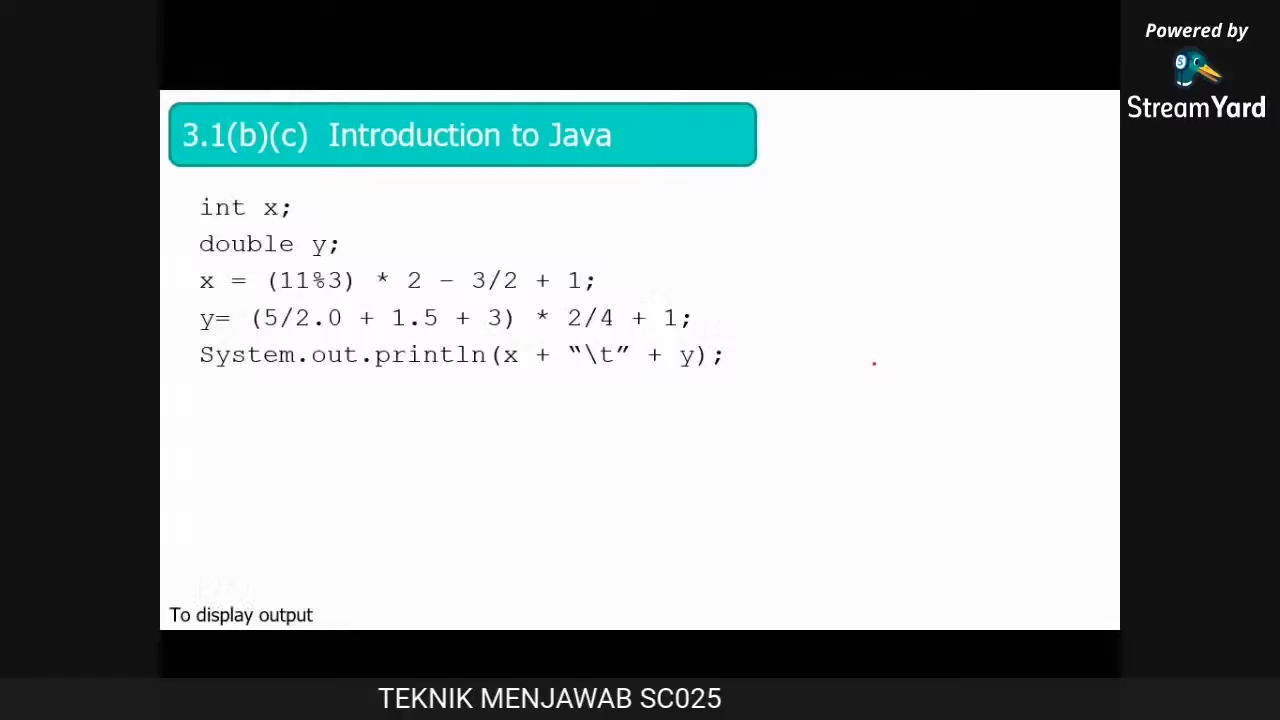 Powered by
StreamYard
3.1(b)(c) Introduction to Java
int x;
double y;
x = (11%3) * 2 – 3/2 + 1;
y= (5/2.0 + 1.5 + 3) * 2/4 + 1;
System.out.println(x + “\t” + y);
To display output
TEKNIK MENJAWAB SC025